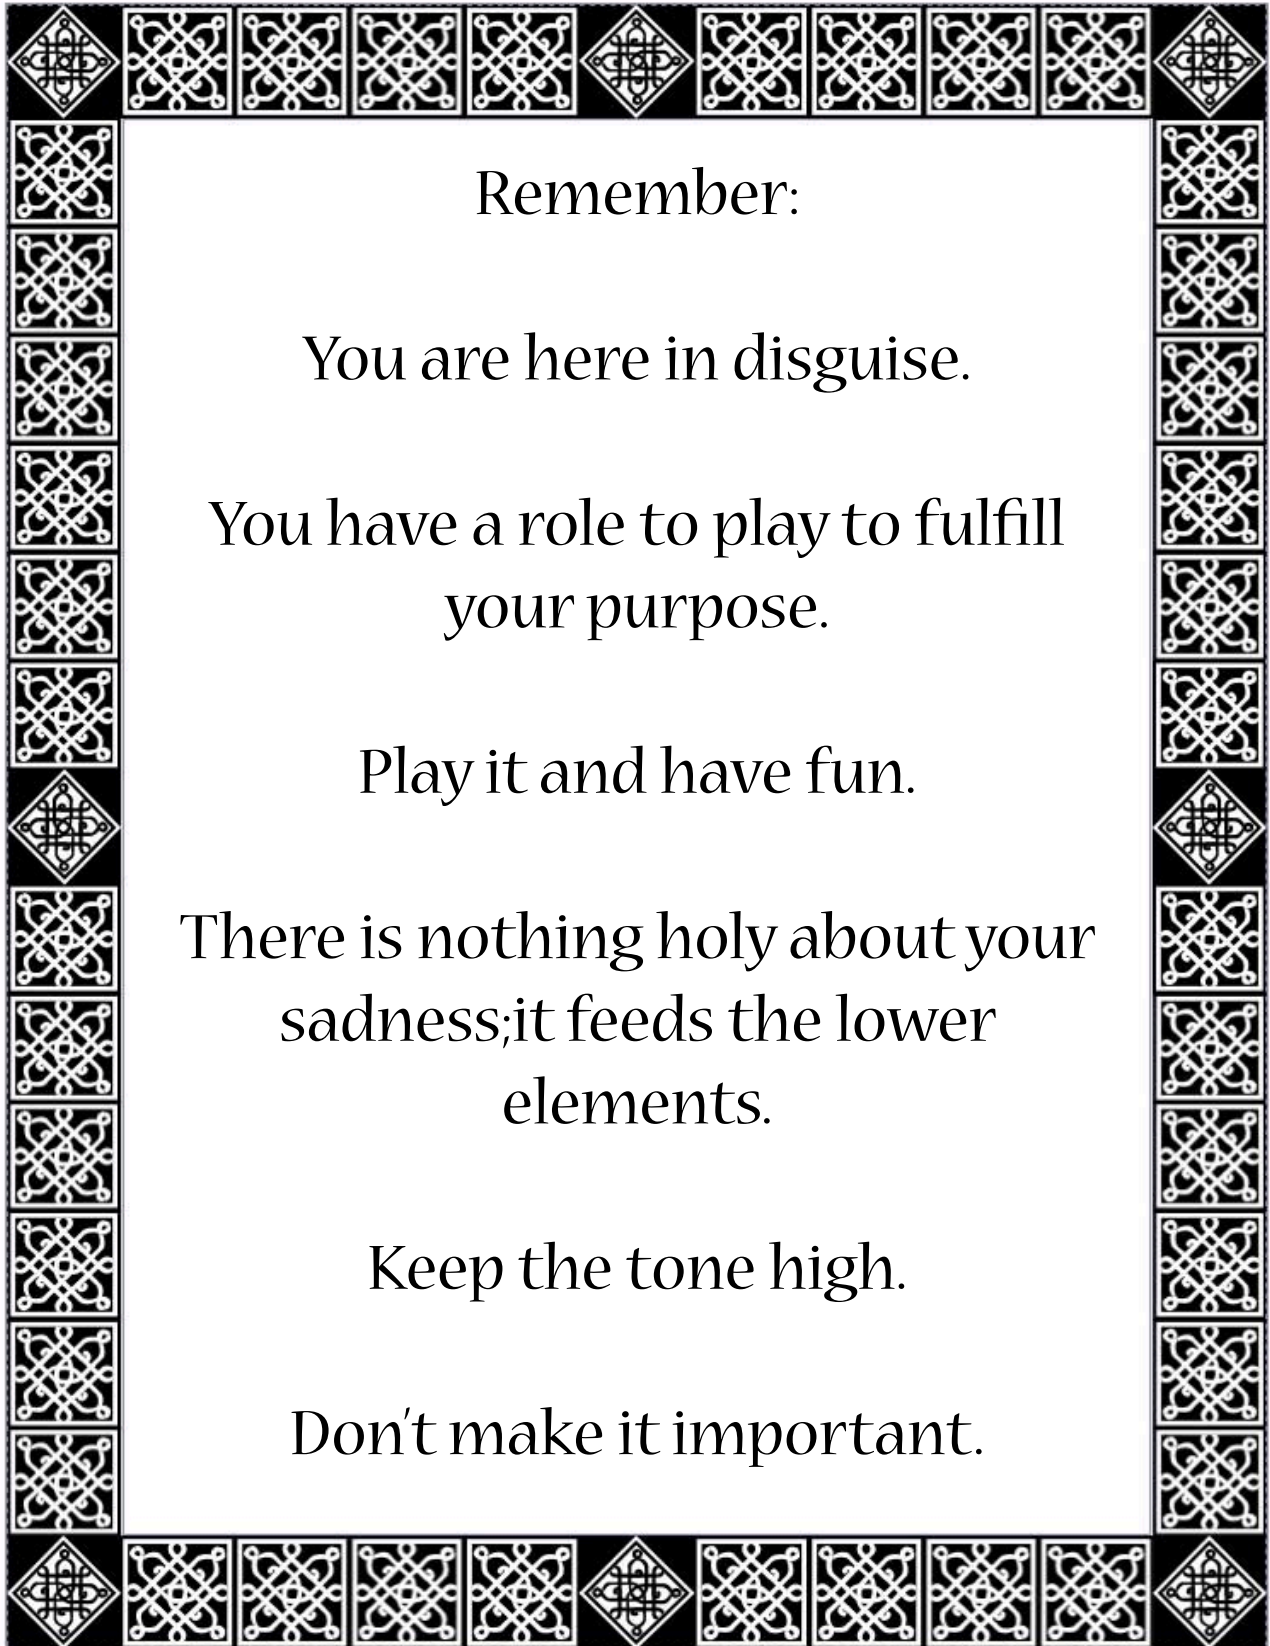 Remember:
You are here in disguise.
You have a role to play to fulfill
your purpose.
Play it and have fun.
There is nothing holy about your
sadness;it feeds the lower
elements.
Keep the tone high.
Don't make it important.